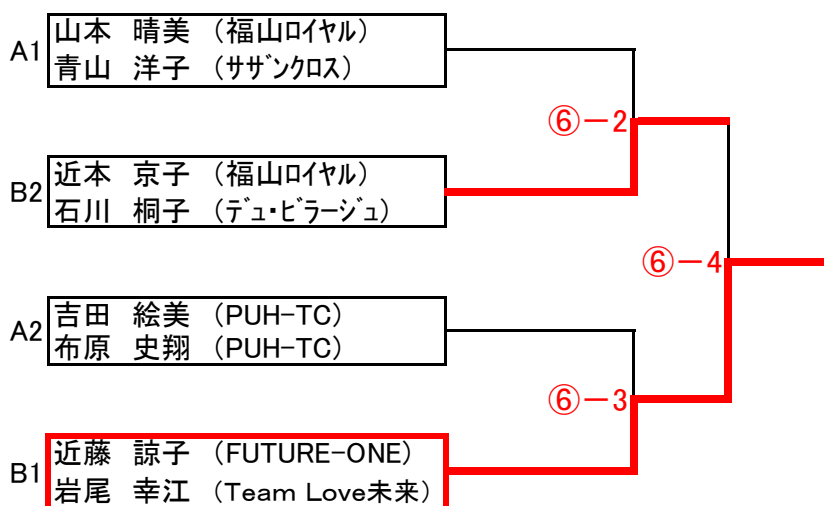 A1
山本 晴美 (福山ﾛｲﾔﾙ)
青山 洋子 (ｻｻﾞﾝｸﾛｽ)
⑥－2
B2
近本 京子 (福山ﾛｲﾔﾙ)
石川 桐子 (ﾃﾞｭ･ﾋﾞﾗｰｼﾞｭ)
⑥－4
A2
吉田 絵美 (PUH-TC)
布原 史翔 (PUH-TC)
⑥－3
B1
近藤 諒子 (FUTURE-ONE)
岩尾 幸江 (Team Love未来)